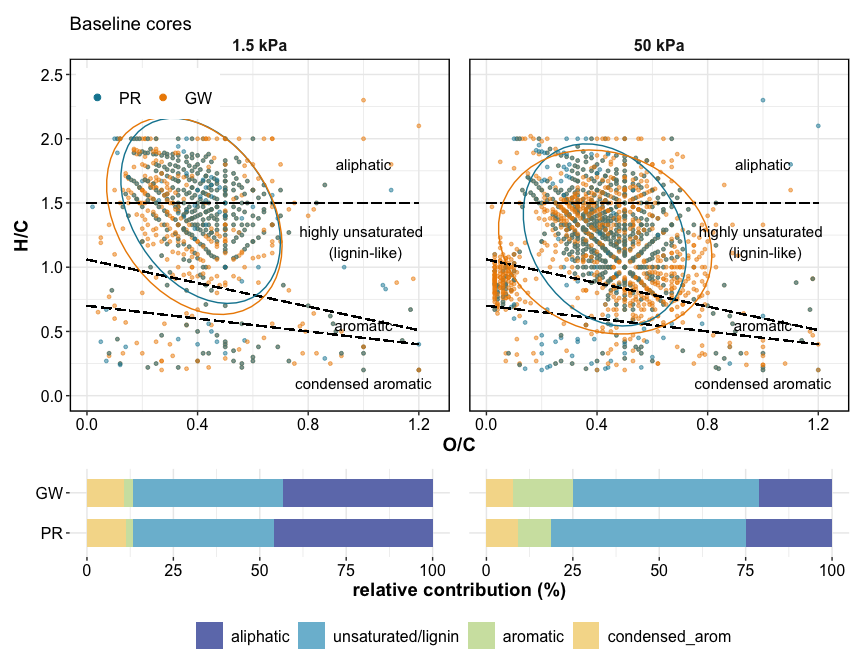 Baseline cores
1.5 kPa 50 kPa
PR GW
H/C
2.5
2.0
1.5
1.0
0.5
0.0
aliphatic
highly unsaturated
(lignin-like)
aromatic
condensed aromatic
aliphatic
highly unsaturated
(lignin-like)
aromatic
condensed aromatic
0.0 0.4 0.8 1.2 0.0 0.4 0.8 1.2
O/C
GW
PR
0 25 50 75 100 0 25 50 75 100
relative contribution (%)
aliphatic unsaturated/lignin aromatic condensed_arom